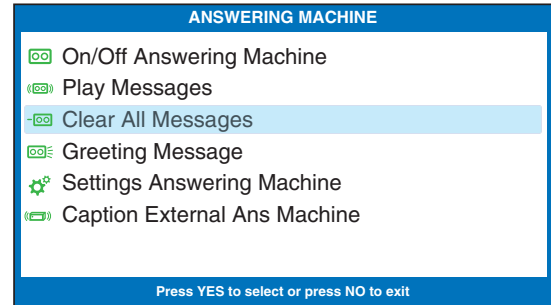 ANSWERING MACHINE
On/Off Answering Machine
Play Messages
Clear All Messages
Greeting Message
Settings Answering Machine
Caption External Ans Machine
Press YES to select or press NO to exit